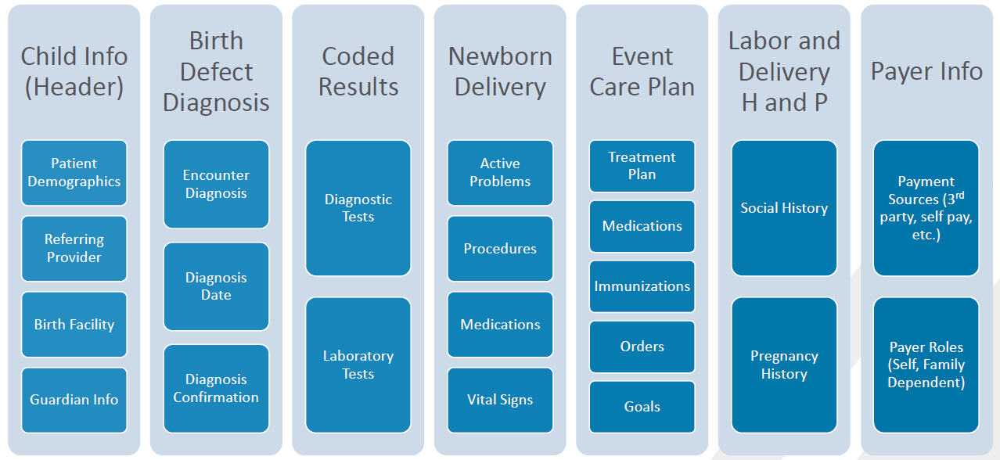 Child Info
(Header)
Patient
Demographics
Referring
Provider
Birth Facility
Guardian Info
Birth
Defect
Diagnosis
Encounter
Diagnosis
Diagnosis
Date
Diagnosis
Confirmation
Coded
Results
Diagnostic
Tests
Laboratory
Tests
Newborn
Delivery
Active
Problems
Procedures
Medications
Vital Signs
Event
Care Plan
Treatment
Plan
Medications
Immunizations
Orders
Goals
Labor and
Delivery
H and P
Social History
Pregnancy
History
Payer Info
Payment
Sources (3rd
party, self pay,
etc.)
Payer Roles
(Self, Family
Dependent)